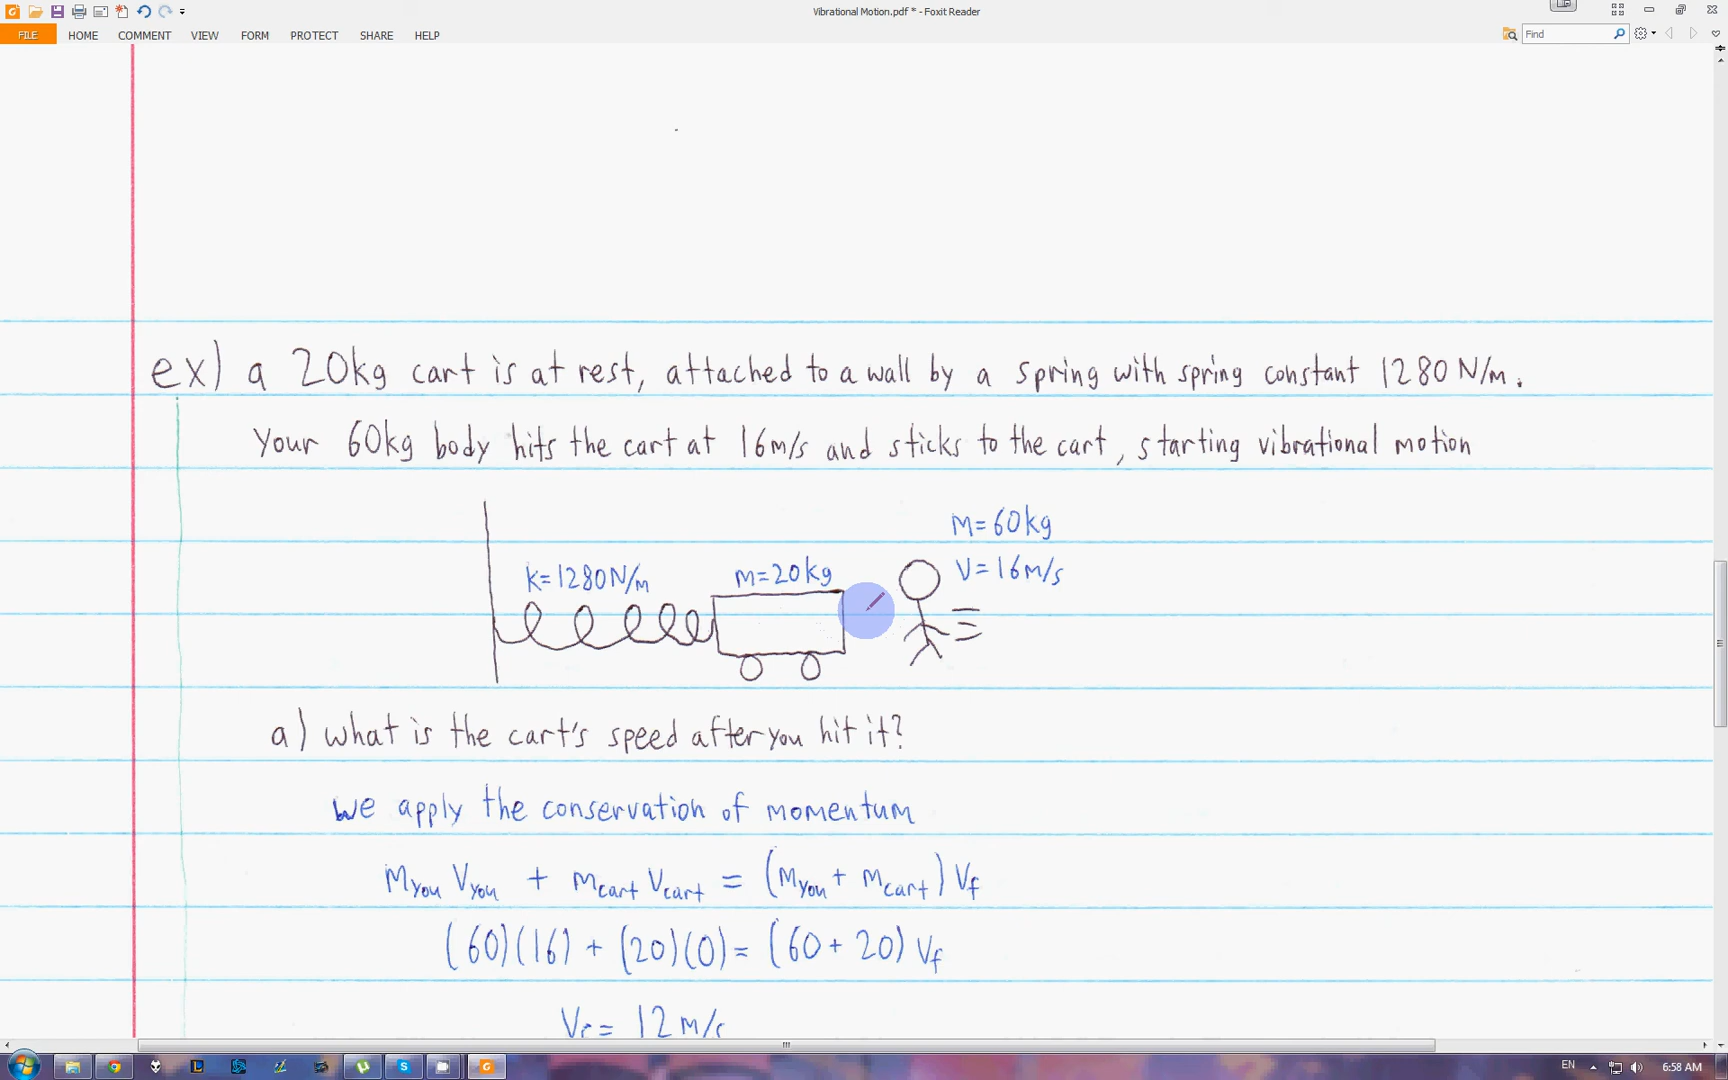 Vibrational Motion.pdf * - Foxit Reader
FILE HOME COMMENT VIEW FORM PROTECT SHARE HELP
Find
ex) a 20kg cart is at rest, attached to a wall by a spring with spring constant 1280 N/m.
Your 60kg body hits the cart at 16m/s and sticks to the cart, starting vibrational motion
M=60kg
V=16m/s
K=1280N/m
m=20kg
a) what is the cart's speed after you hit it?
we apply the conservation of momentum
Myou Vyou + mcart Vcart = (Myou + mcart) Vf
(60)(16) + (20)(0) = (60 + 20) Vf
Vf = 12 m/s
EN
6:58 AM